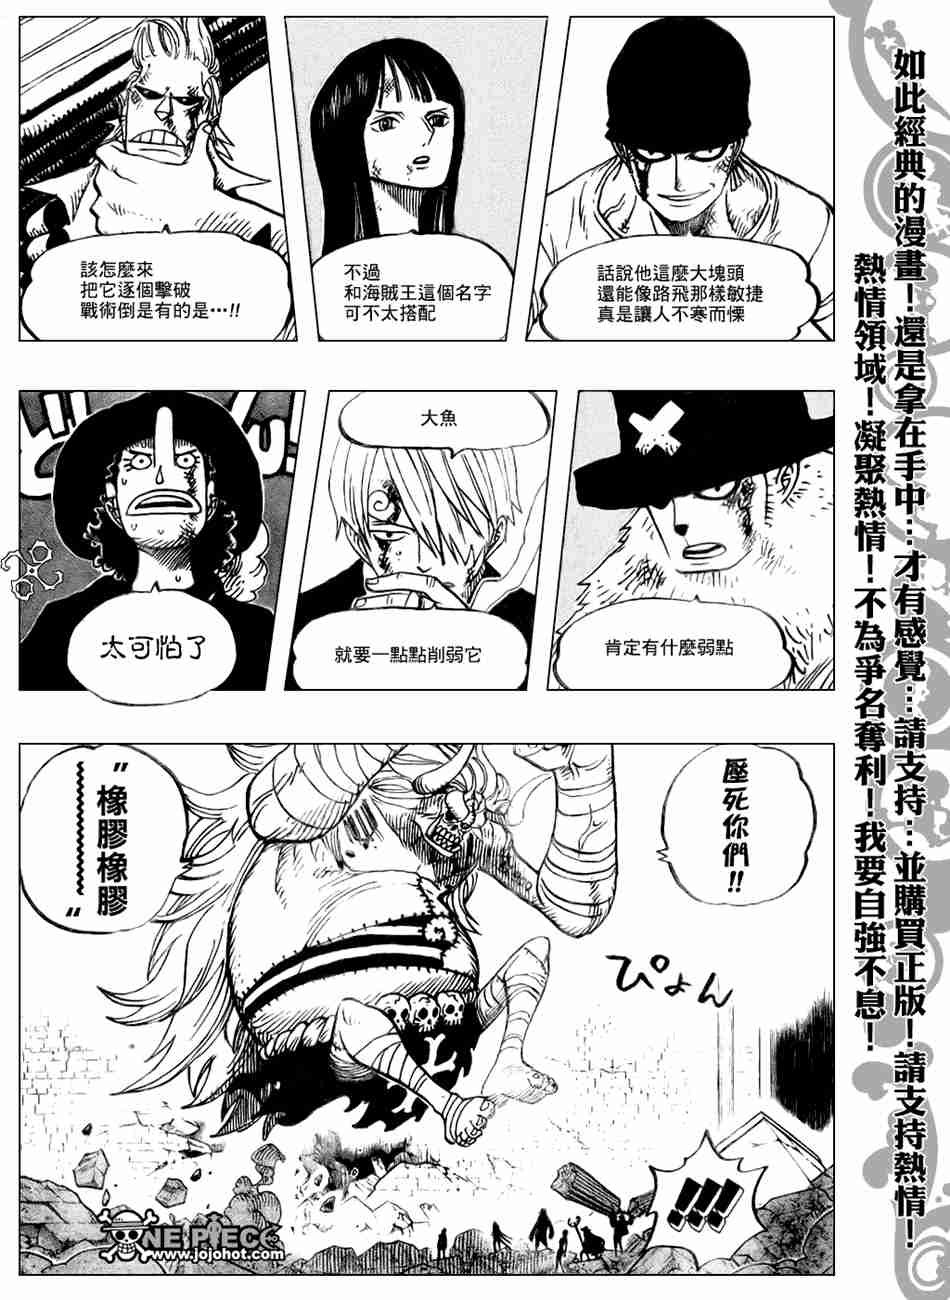 話說他這麼大塊頭
還能像路飛那樣敏捷
真是讓人不寒而慄
不過
和海賊王這個名字
可不太搭配
該怎麼來
把它逐個擊破
戰術倒是有的是…!!
肯定有什麼弱點
大魚
就要一點點削弱它
太可怕了
壓死你們!!
"橡膠橡膠
"
ぴょん
!!!!
ONE PIECE
www.jojohot.com
如此經典的漫畫！還是拿在手中…才有感覺…請支持…並購買正版！請支持熱情！
熱情領域！凝聚熱情！不為爭名奪利！我要自強不息！